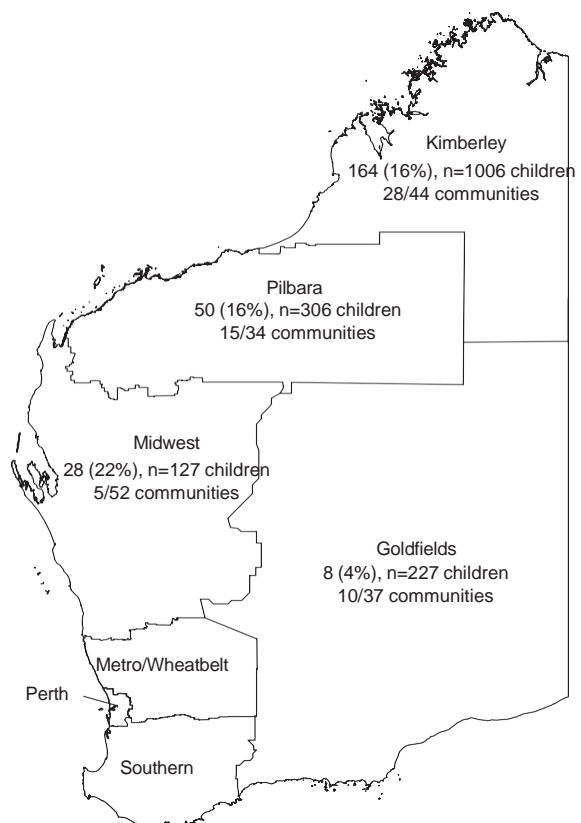 Kimberley
164 (16%), n=1006 children
28/44 communities
Pilbara
50 (16%), n=306 children
15/34 communities
Midwest
28 (22%), n=127 children
5/52 communities
Goldfields
8 (4%), n=227 children
10/37 communities
Metro/Wheatbelt
Perth
Southern